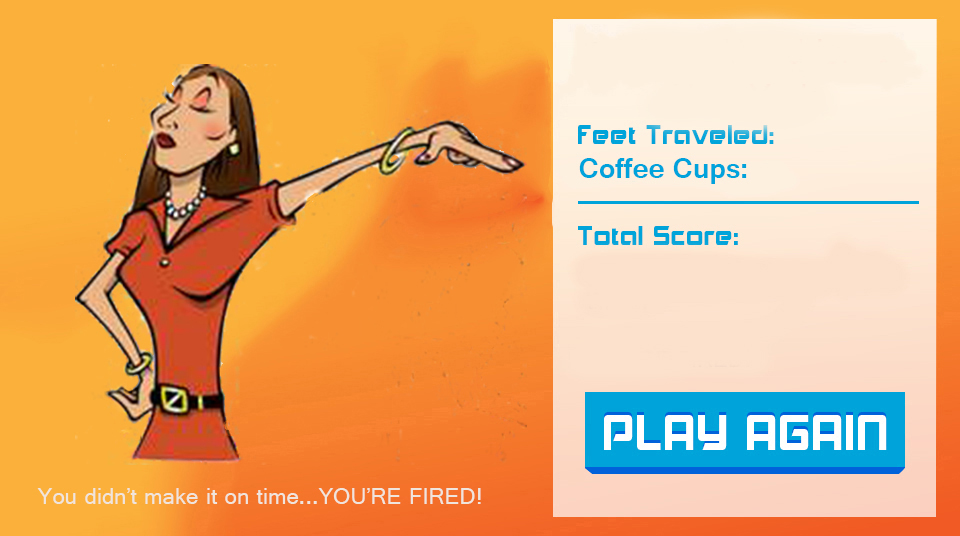 Feet Traveled:
Coffee Cups:
Total Score:
PLAY AGAIN
You didn't make it on time...YOU'RE FIRED!